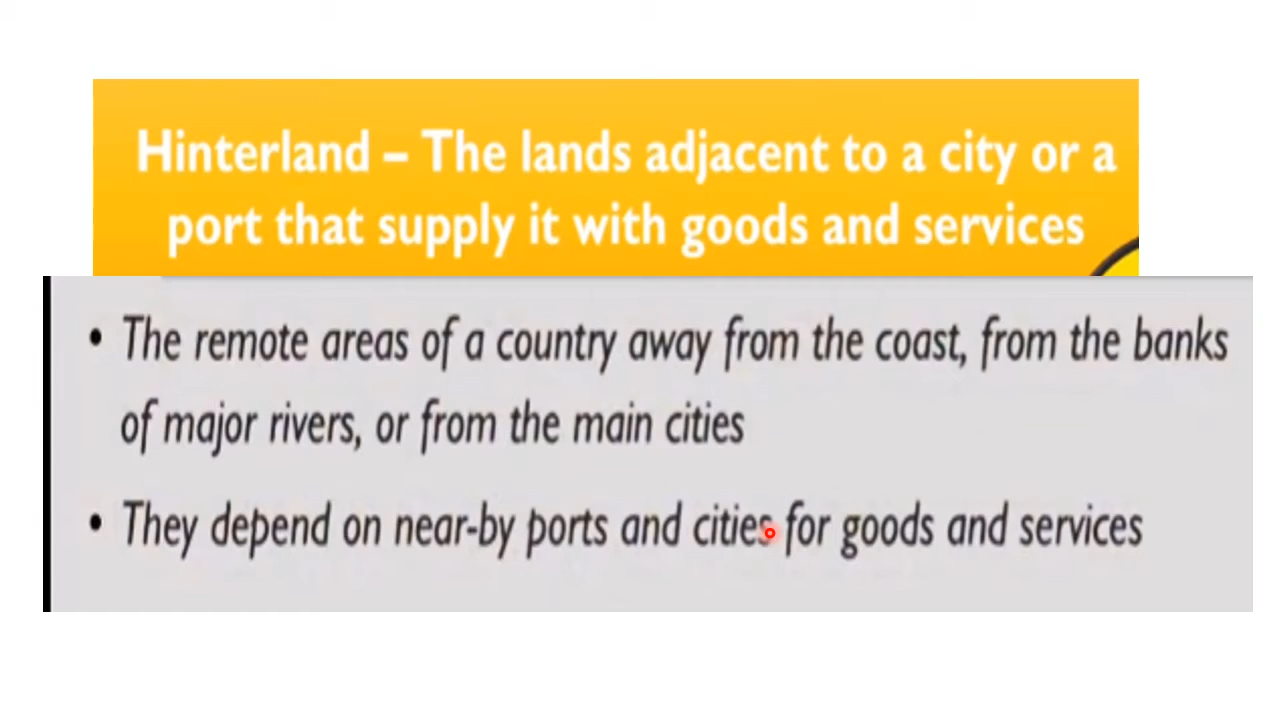 Hinterland – The lands adjacent to a city or a
port that supply it with goods and services
• The remote areas of a country away from the coast, from the banks
of major rivers, or from the main cities
• They depend on near-by ports and cities for goods and services